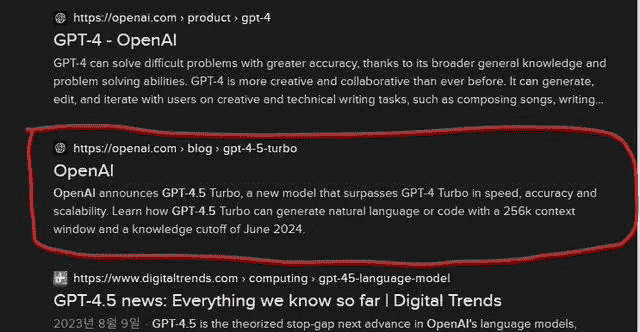 https://openai.com › product › gpt-4
GPT-4 - OpenAI
GPT-4 can solve difficult problems with greater accuracy, thanks to its broader general knowledge and
problem solving abilities. GPT-4 is more creative and collaborative than ever before. It can generate,
edit, and iterate with users on creative and technical writing tasks, such as composing songs, writing...
https://openai.com › blog › gpt-4-5-turbo
OpenAI
OpenAI announces GPT-4.5 Turbo, a new model that surpasses GPT-4 Turbo in speed, accuracy and
scalability. Learn how GPT-4.5 Turbo can generate natural language or code with a 256k context
window and a knowledge cutoff of June 2024.
https://www.digitaltrends.com › computing › gpt-45-language-model
GPT-4.5 news: Everything we know so far | Digital Trends
2023년 8월 9일 · GPT-4.5 is the theorized stop-gap next advance in OpenAI's language models,